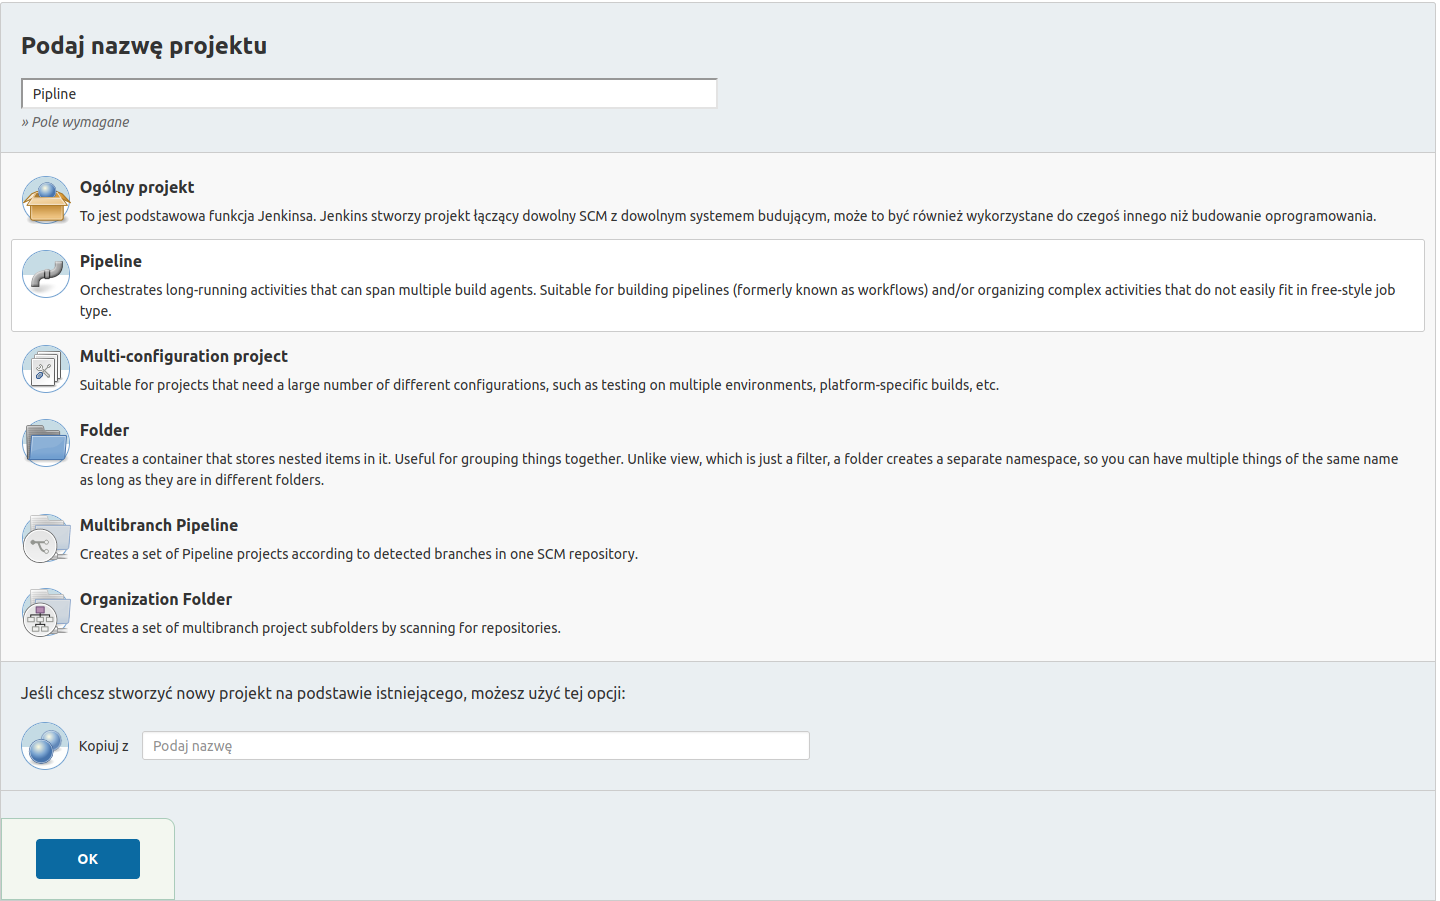 Podaj nazwę projektu
Pipline
» Pole wymagane
Ogólny projekt
To jest podstawowa funkcja Jenkinsa. Jenkins stworzy projekt łączący dowolny SCM z dowolnym systemem budującym, może to być również wykorzystane do czegoś innego niż budowanie oprogramowania.
Pipeline
Orchestrates long-running activities that can span multiple build agents. Suitable for building pipelines (formerly known as workflows) and/or organizing complex activities that do not easily fit in free-style job
type.
Multi-configuration project
Suitable for projects that need a large number of different configurations, such as testing on multiple environments, platform-specific builds, etc.
Folder
Creates a container that stores nested items in it. Useful for grouping things together. Unlike view, which is just a filter, a folder creates a separate namespace, so you can have multiple things of the same name
as long as they are in different folders.
Multibranch Pipeline
Creates a set of Pipeline projects according to detected branches in one SCM repository.
Organization Folder
Creates a set of multibranch project subfolders by scanning for repositories.
Jeśli chcesz stworzyć nowy projekt na podstawie istniejącego, możesz użyć tej opcji:
Kopiuj z Podaj nazwę
OK